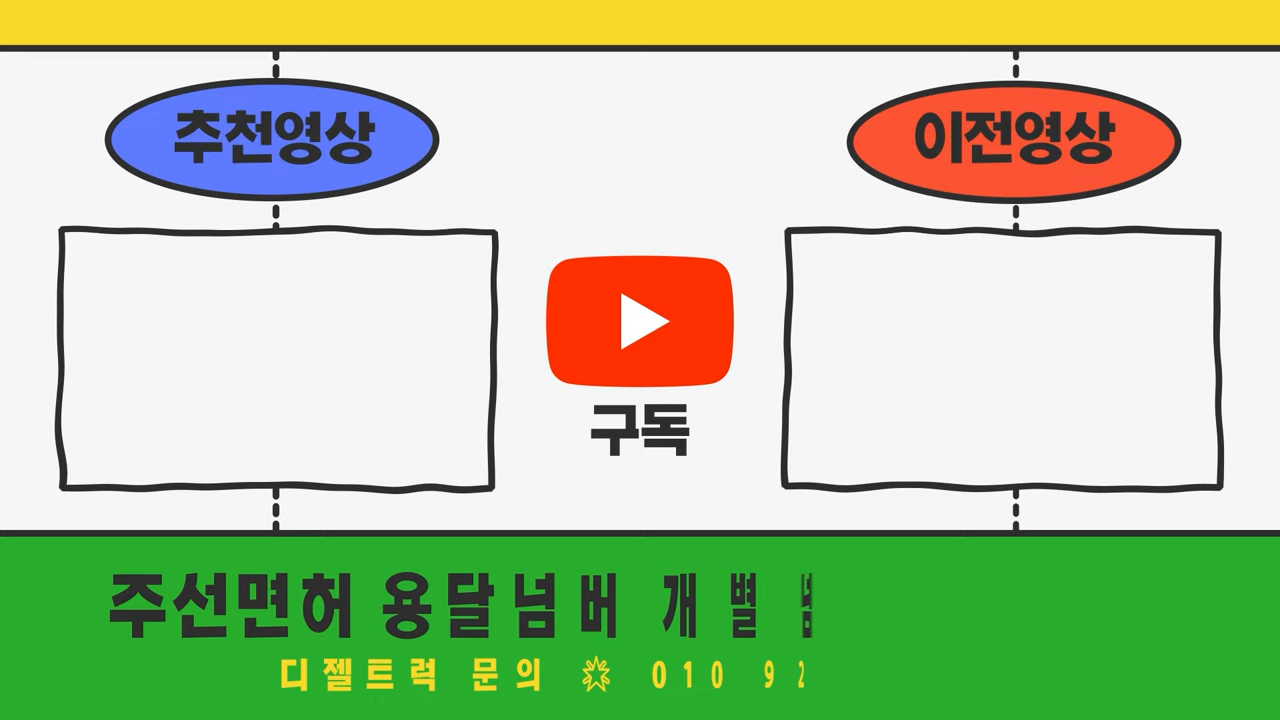 추천영상
이전영상
구독
주선면허 용달넘버 개별
디젤트럭 문의 010 92